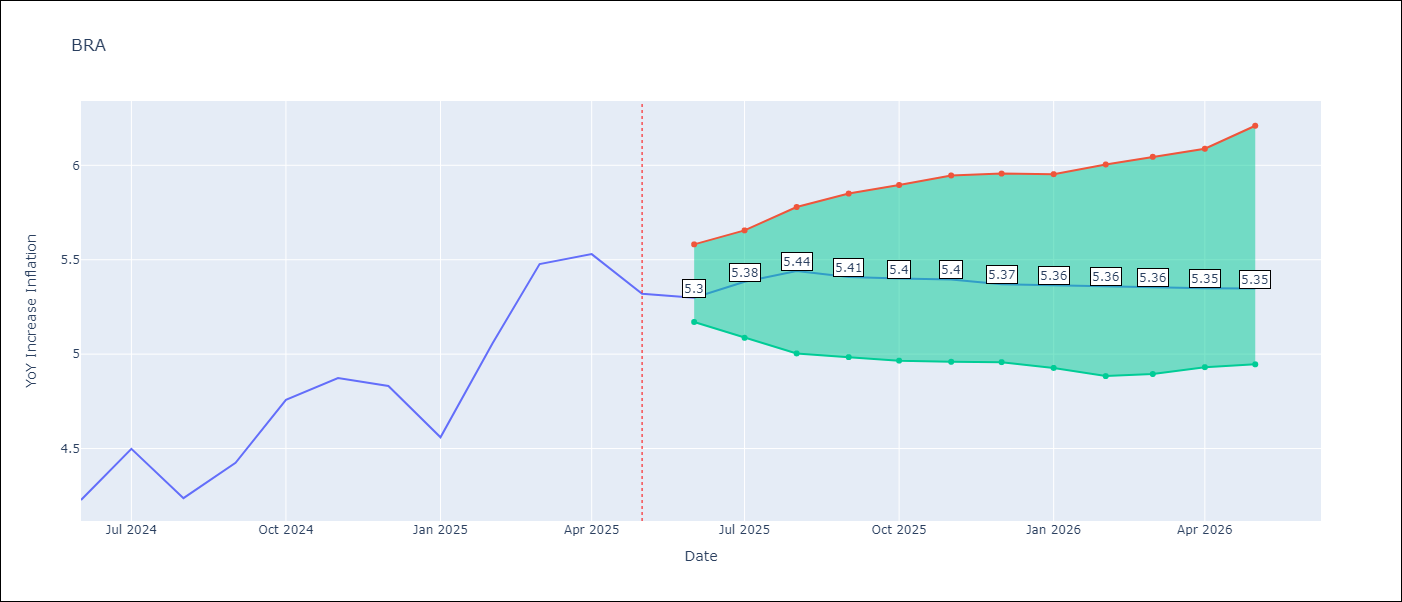 BRA
YoY Increase Inflation
6
5.5
5
4.5
5.3
5.38
5.44
5.41
5.4
5.4
5.37
5.36
5.36
5.36
5.35
5.35
Jul 2024
Oct 2024
Jan 2025
Apr 2025
Jul 2025
Oct 2025
Jan 2026
Apr 2026
Date